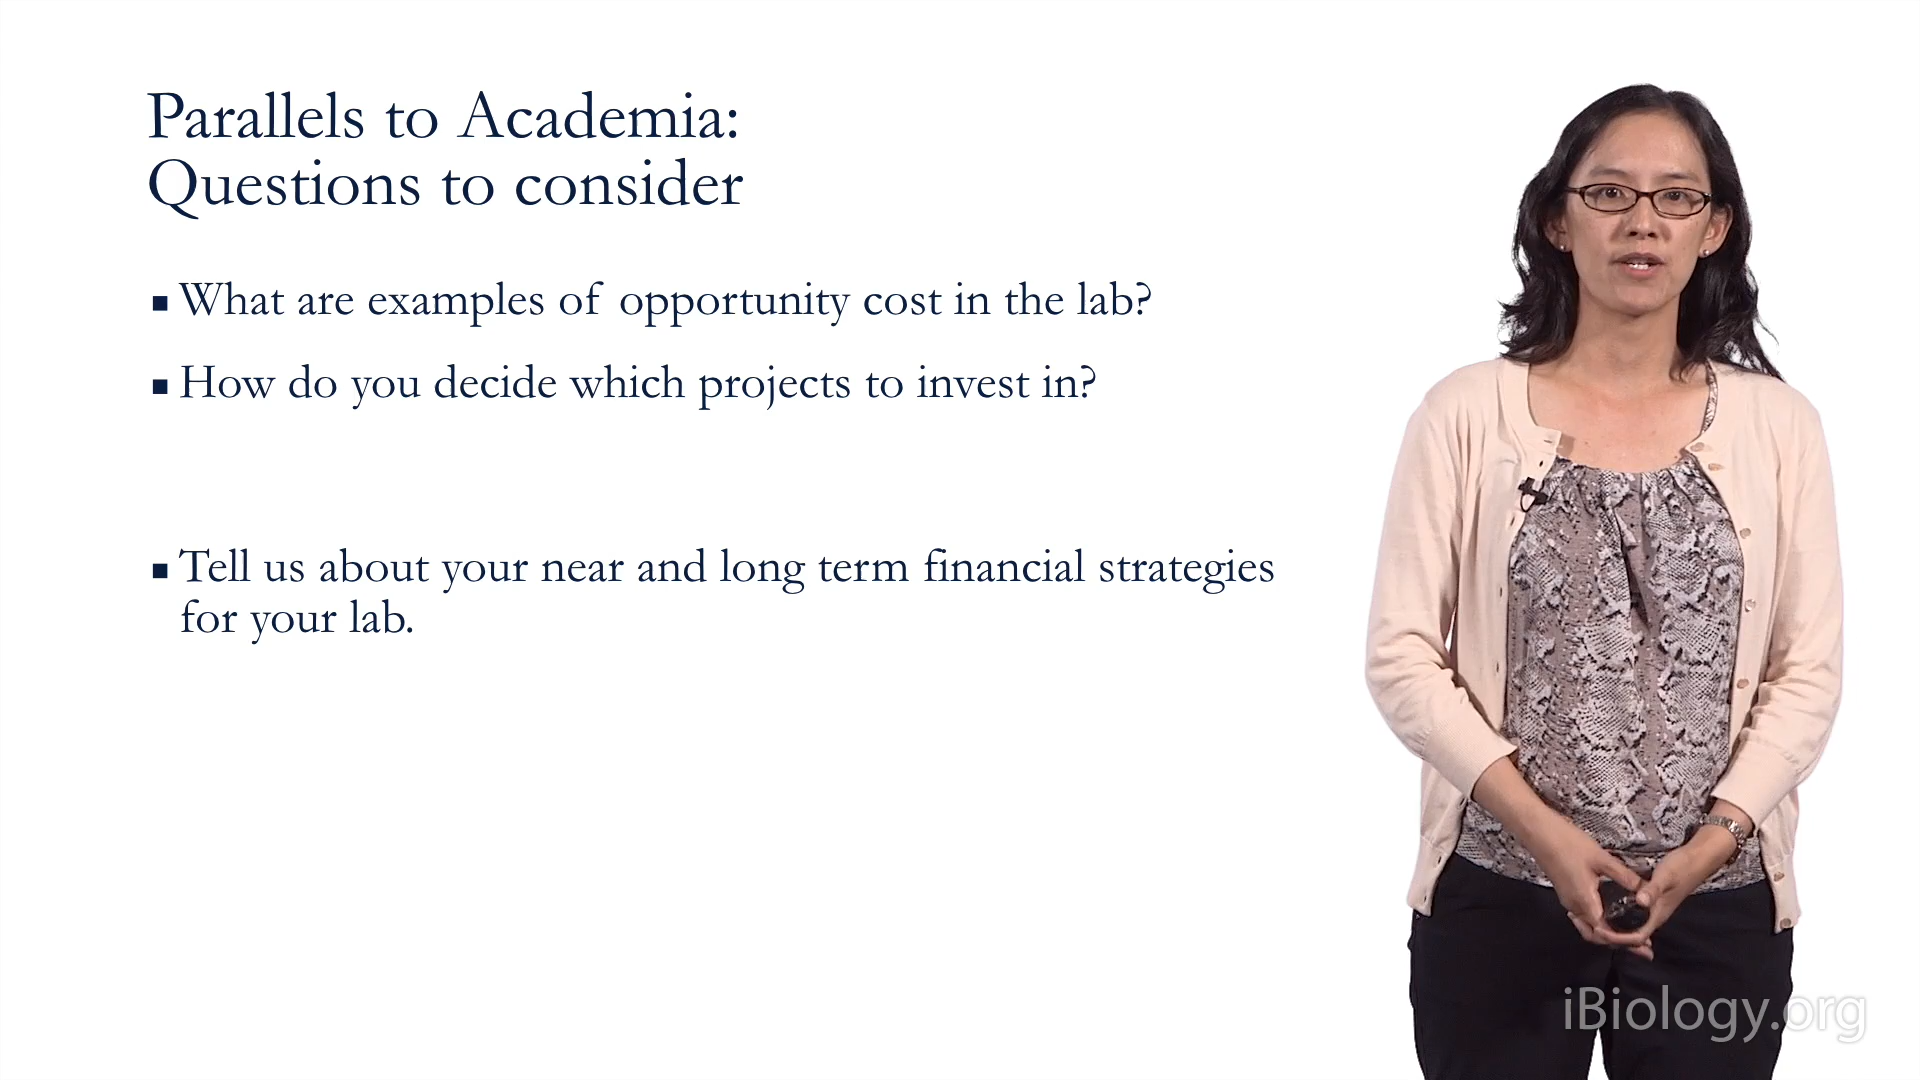 Parallels to Academia:
Questions to consider
▪ What are examples of opportunity cost in the lab?
▪ How do you decide which projects to invest in?
▪ Tell us about your near and long term financial strategies
for your lab.
iBiology.org